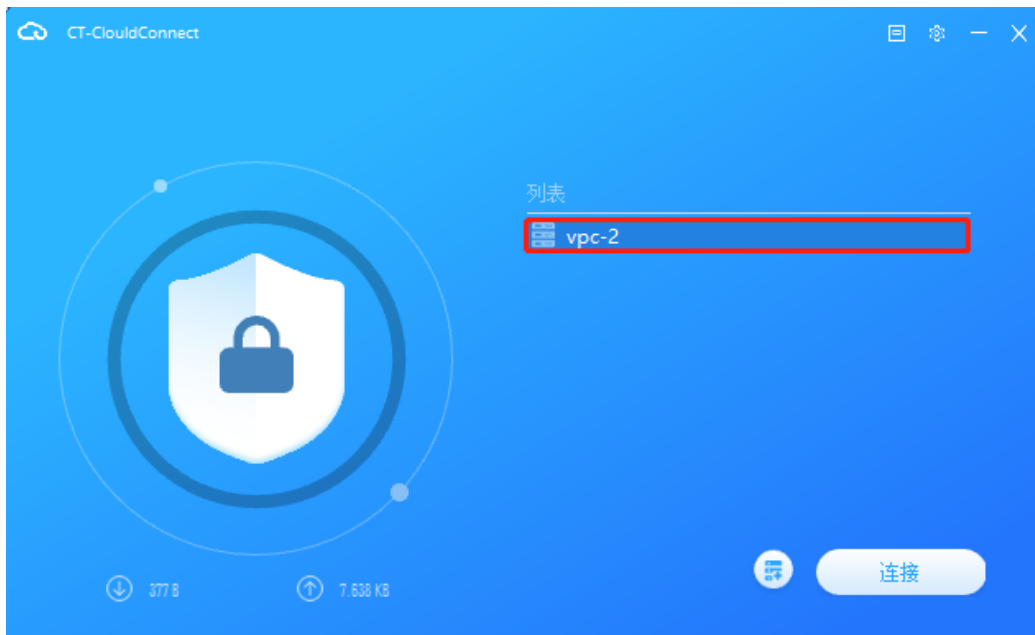 CT-ClouldConnect
列表
vpc-2
377 B
7.638 KB
连接